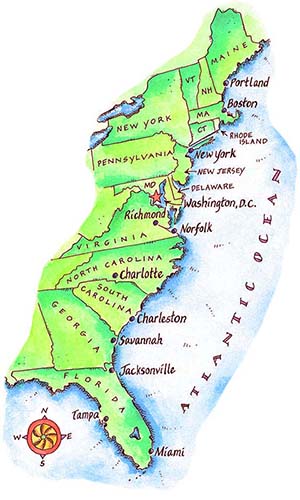 MAINE
VT
NH
Portland
Boston
MA
CT
RHODE
ISLAND
NEW YORK
PENNSYLVANIA
New York
NEW JERSEY
DELAWARE
MD
Washington, D.C.
Richmond
Norfolk
VIRGINIA
NORTH CAROLINA
Charlotte
SOUTH
CAROLINA
Charleston
GEORGIA
Savannah
Jacksonville
FLORIDA
Tampa
Miami
ATLANTIC OCEAN
N
W
E
S